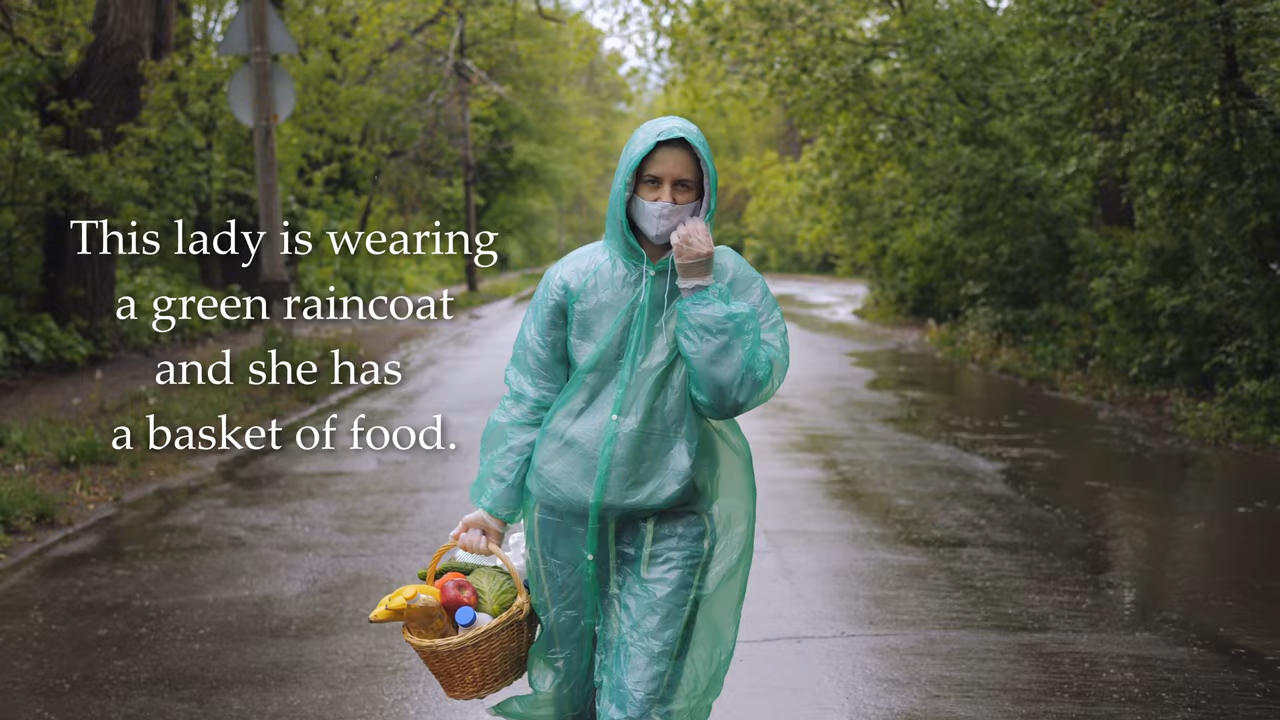 This lady is wearing
a green raincoat
and she has
a basket of food.